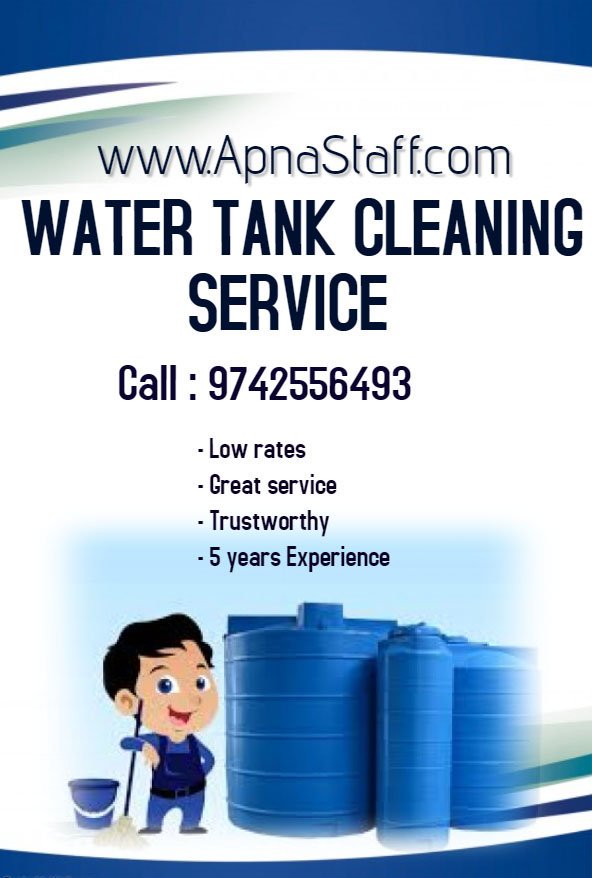 www.ApnaStaff.com
WATER TANK CLEANING
SERVICE
Call : 9742556493
- Low rates
- Great service
- Trustworthy
- 5 years Experience